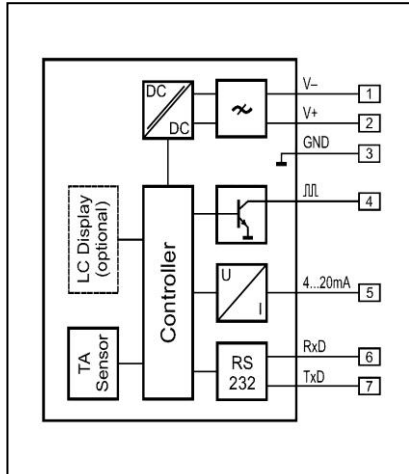 DC
DC
V–
1
V+
2
GND
3
4
LC Display
(optional)
Controller
U
I
4...20mA
5
TA
Sensor
RS
232
RxD
6
TxD
7